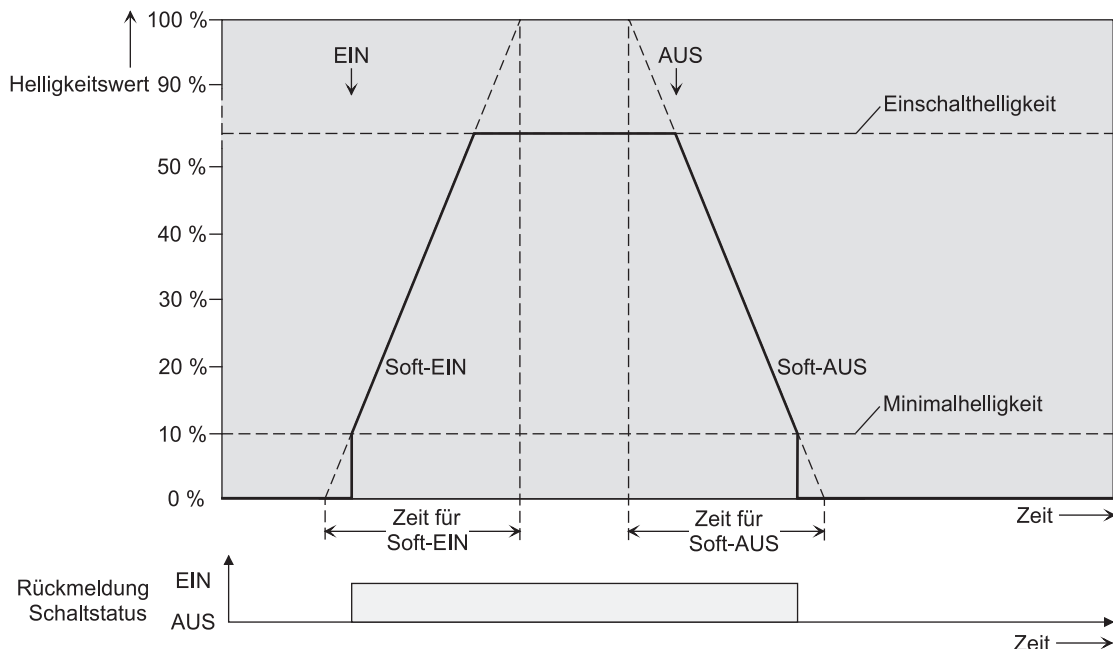 100 %
EIN
AUS
Helligkeitswert
90 %
Einschalthelligkeit
50 %
40 %
30 %
20 %
Soft-EIN
Soft-AUS
Minimalhelligkeit
10 %
0 %
Zeit für
Soft-EIN
Zeit für
Soft-AUS
Zeit
Rückmeldung
Schaltstatus
EIN
AUS
Zeit